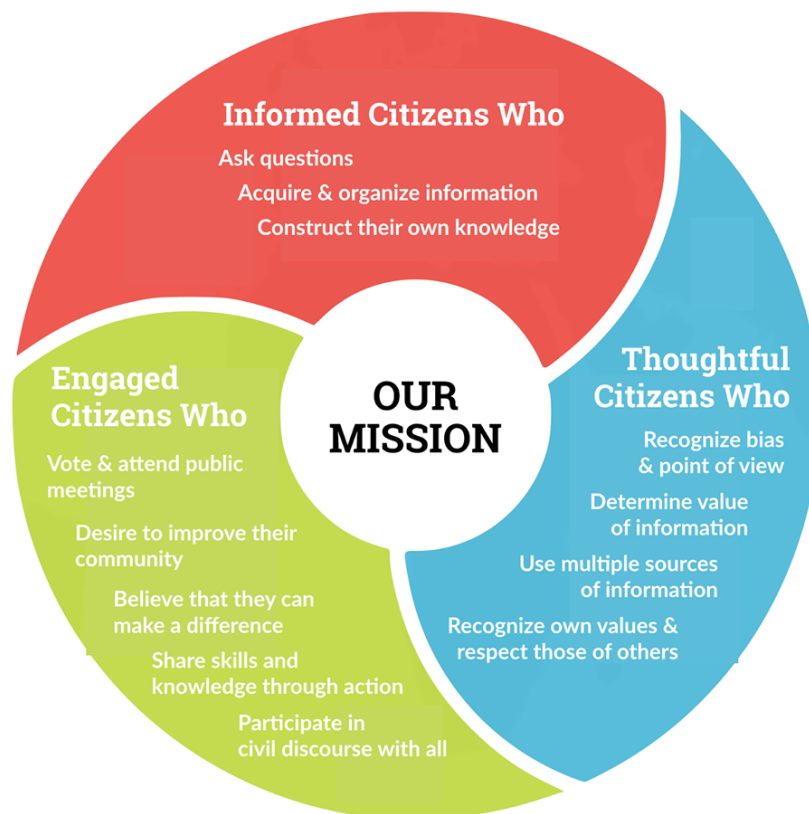 Informed Citizens Who
Ask questions
Acquire & organize information
Construct their own knowledge
Thoughtful
Citizens Who
Recognize bias
& point of view
Determine value
of information
Use multiple sources
of information
Recognize own values &
respect those of others
Engaged
Citizens Who
Vote & attend public
meetings
Desire to improve their
community
Believe that they can
make a difference
Share skills and
knowledge through action
Participate in
civil discourse with all
OUR
MISSION